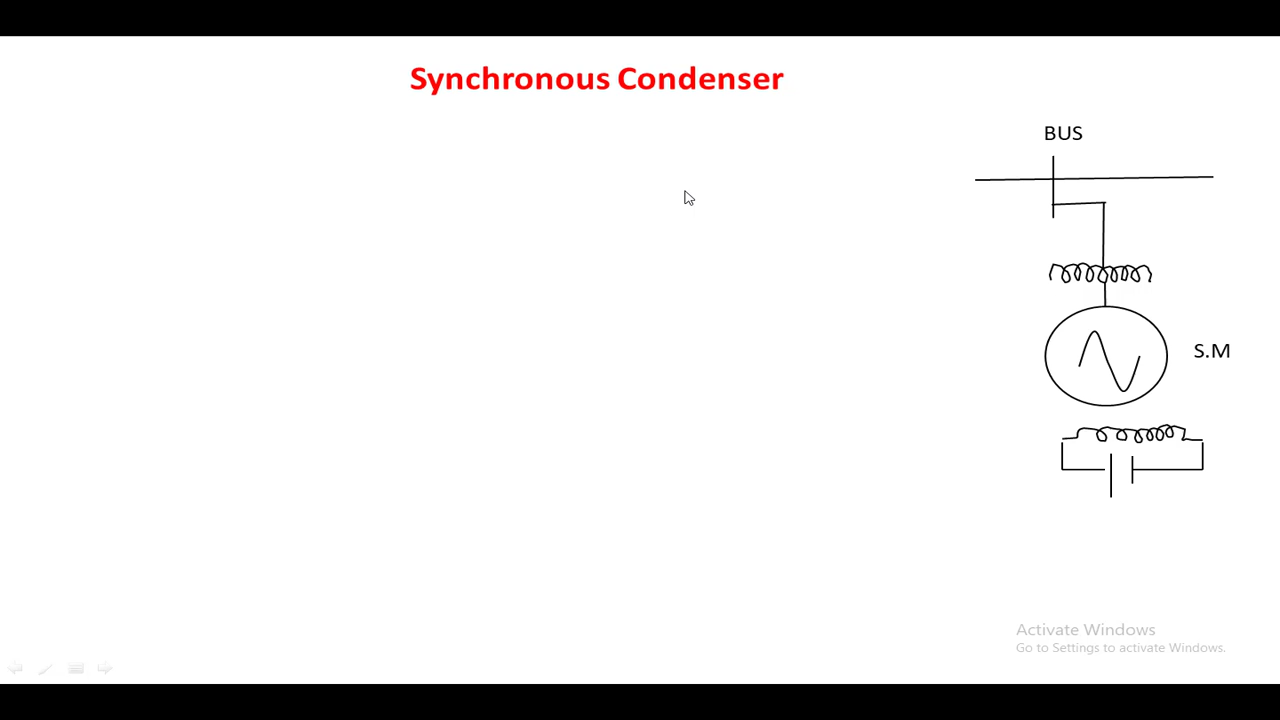 Synchronous Condenser
BUS
S.M
Activate Windows
Go to Settings to activate Windows.